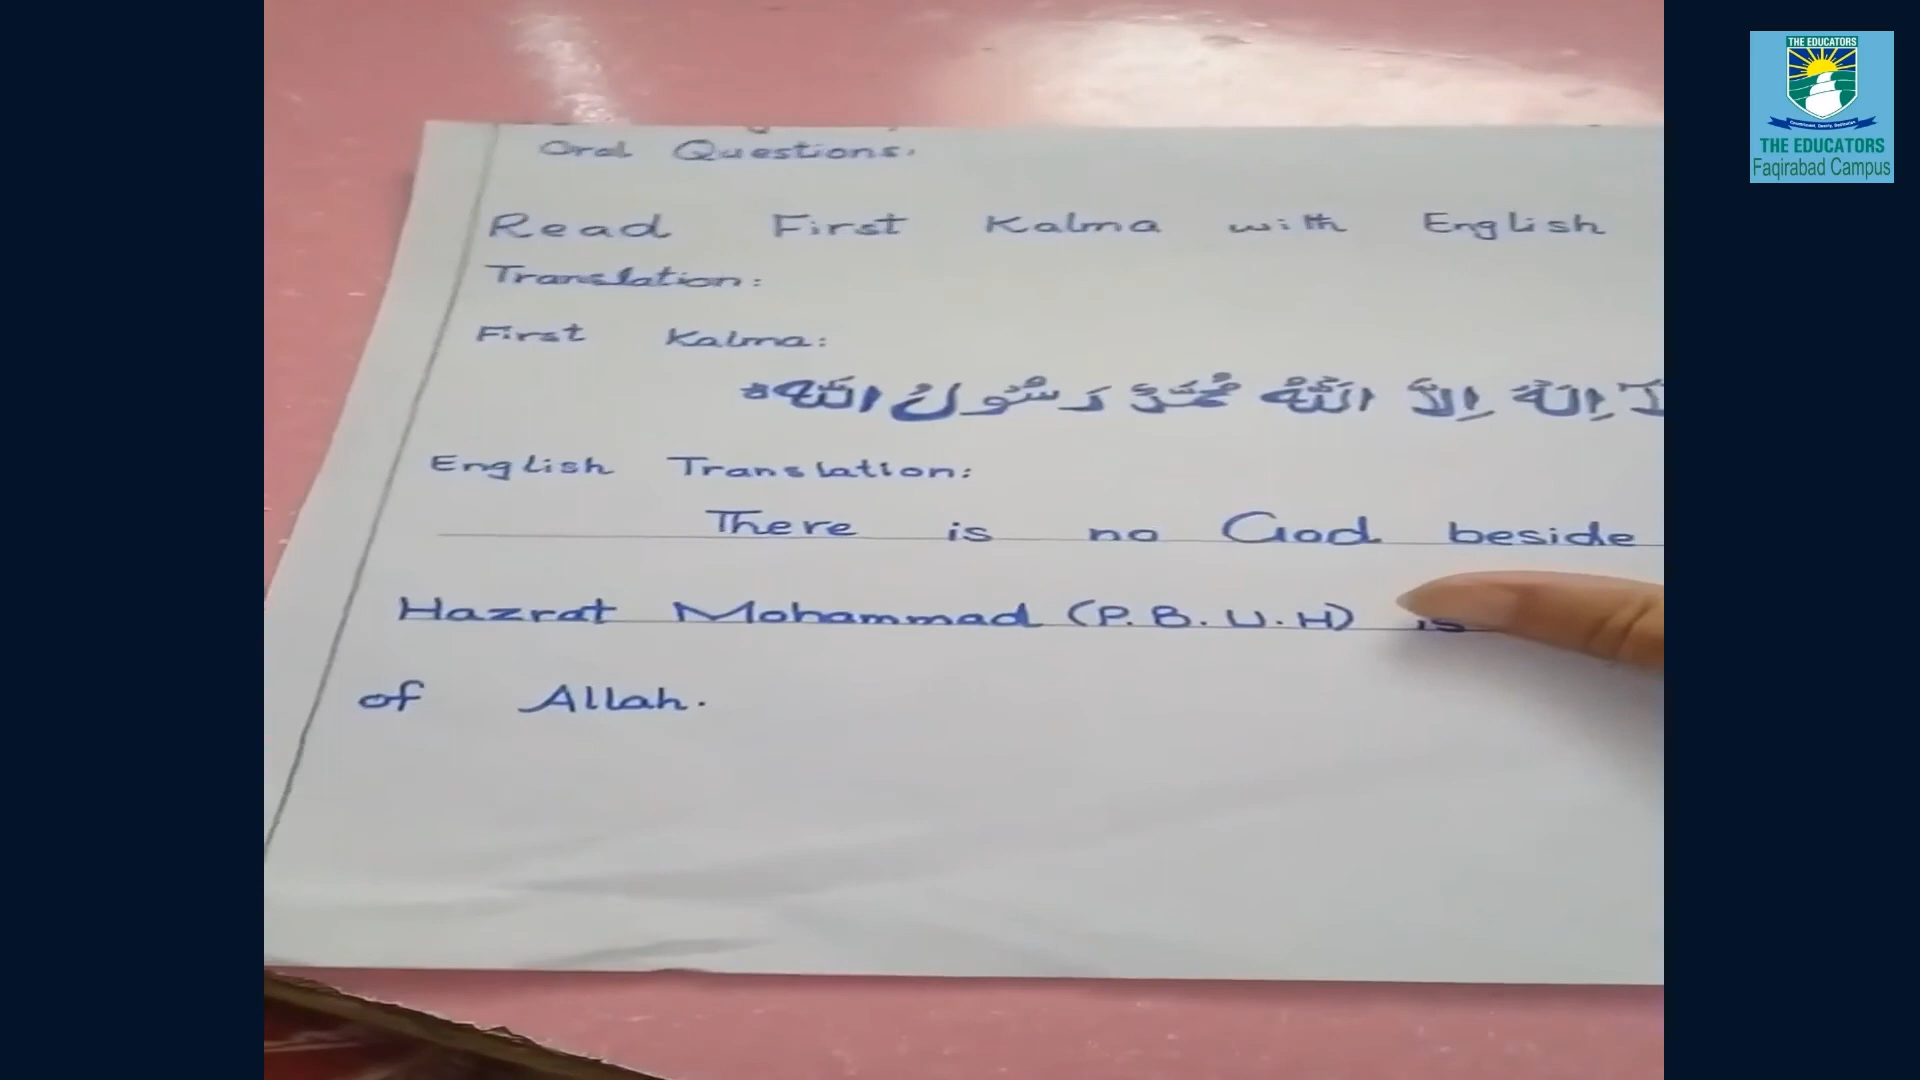 Oral Questions.
Read First Kalma with English
Translation:
First Kalma:
لَا اِلٰهَ اِلَّا اللّٰهُ مُحَمَّدٌ رَسُوْلُ اللّٰهِ
English Translation:
There is no God beside
Hazrat Mohammad (P.B.U.H) is
of Allah.
THE EDUCATORS
THE EDUCATORS
Faqirabad Campus